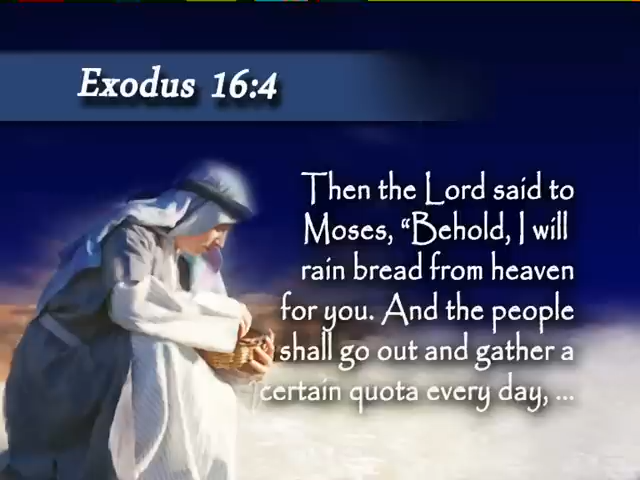 Exodus 16:4
Then the Lord said to
Moses, “Behold, I will
rain bread from heaven
for you. And the people
shall go out and gather a
certain quota every day, ...